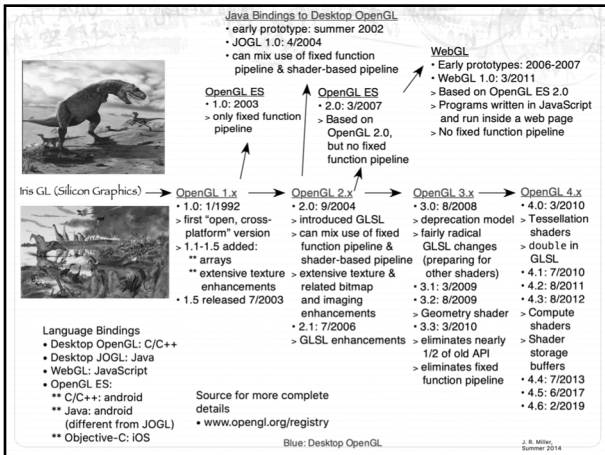 Java Bindings to Desktop OpenGL
• early prototype: summer 2002
• JOGL 1.0: 4/2004
• can mix use of fixed function
pipeline & shader-based pipeline
WebGL
• Early prototypes: 2006-2007
• WebGL 1.0: 3/2011
> Based on OpenGL ES 2.0
> Programs written in JavaScript
and run inside a web page
> No fixed function pipeline
OpenGL ES
• 1.0: 2003
> only fixed function
pipeline
OpenGL ES
• 2.0: 3/2007
> Based on
OpenGL 2.0,
but no fixed
function pipeline
Iris GL (Silicon Graphics)
OpenGL 1.x
• 1.0: 1/1992
> first "open, cross-
platform" version
> 1.1-1.5 added:
** arrays
** extensive texture
enhancements
• 1.5 released 7/2003
OpenGL 2.x
• 2.0: 9/2004
> introduced GLSL
> can mix use of fixed
function pipeline &
shader-based pipeline
> extensive texture &
related bitmap
and imaging
enhancements
• 2.1: 7/2006
> GLSL enhancements
OpenGL 3.x
• 3.0: 8/2008
> deprecation model
> fairly radical
GLSL changes
(preparing for
other shaders)
• 3.1: 3/2009
• 3.2: 8/2009
> Geometry shader
• 3.3: 3/2010
> eliminates nearly
1/2 of old API
> eliminates fixed
function pipeline
OpenGL 4.x
• 4.0: 3/2010
> Tessellation
shaders
> double in
GLSL
• 4.1: 7/2010
• 4.2: 8/2011
• 4.3: 8/2012
> Compute
shaders
> Shader
storage
buffers
• 4.4: 7/2013
• 4.5: 6/2017
• 4.6: 2/2019
Language Bindings
• Desktop OpenGL: C/C++
• Desktop JOGL: Java
• WebGL: JavaScript
• OpenGL ES:
** C/C++: android
** Java: android
(different from JOGL)
** Objective-C: iOS
Source for more complete
details
• www.opengl.org/registry
Blue: Desktop OpenGL
J. R. Miller,
Summer 2014